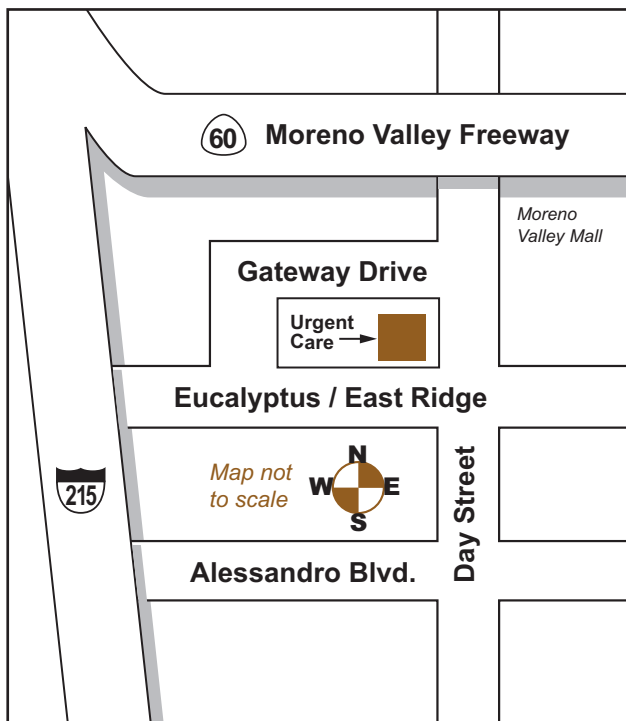 60 Moreno Valley Freeway
Moreno
Valley Mall
Gateway Drive
Urgent
Care
Eucalyptus / East Ridge
215
Map not
to scale
N
W E
S
Day Street
Alessandro Blvd.